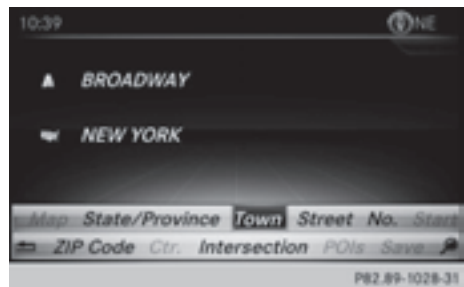 10:39 NE
BROADWAY
NEW YORK
Map State/Province Town Street No. Start
ZIP Code Ctr. Intersection POIs Save
P82.89-1028-31